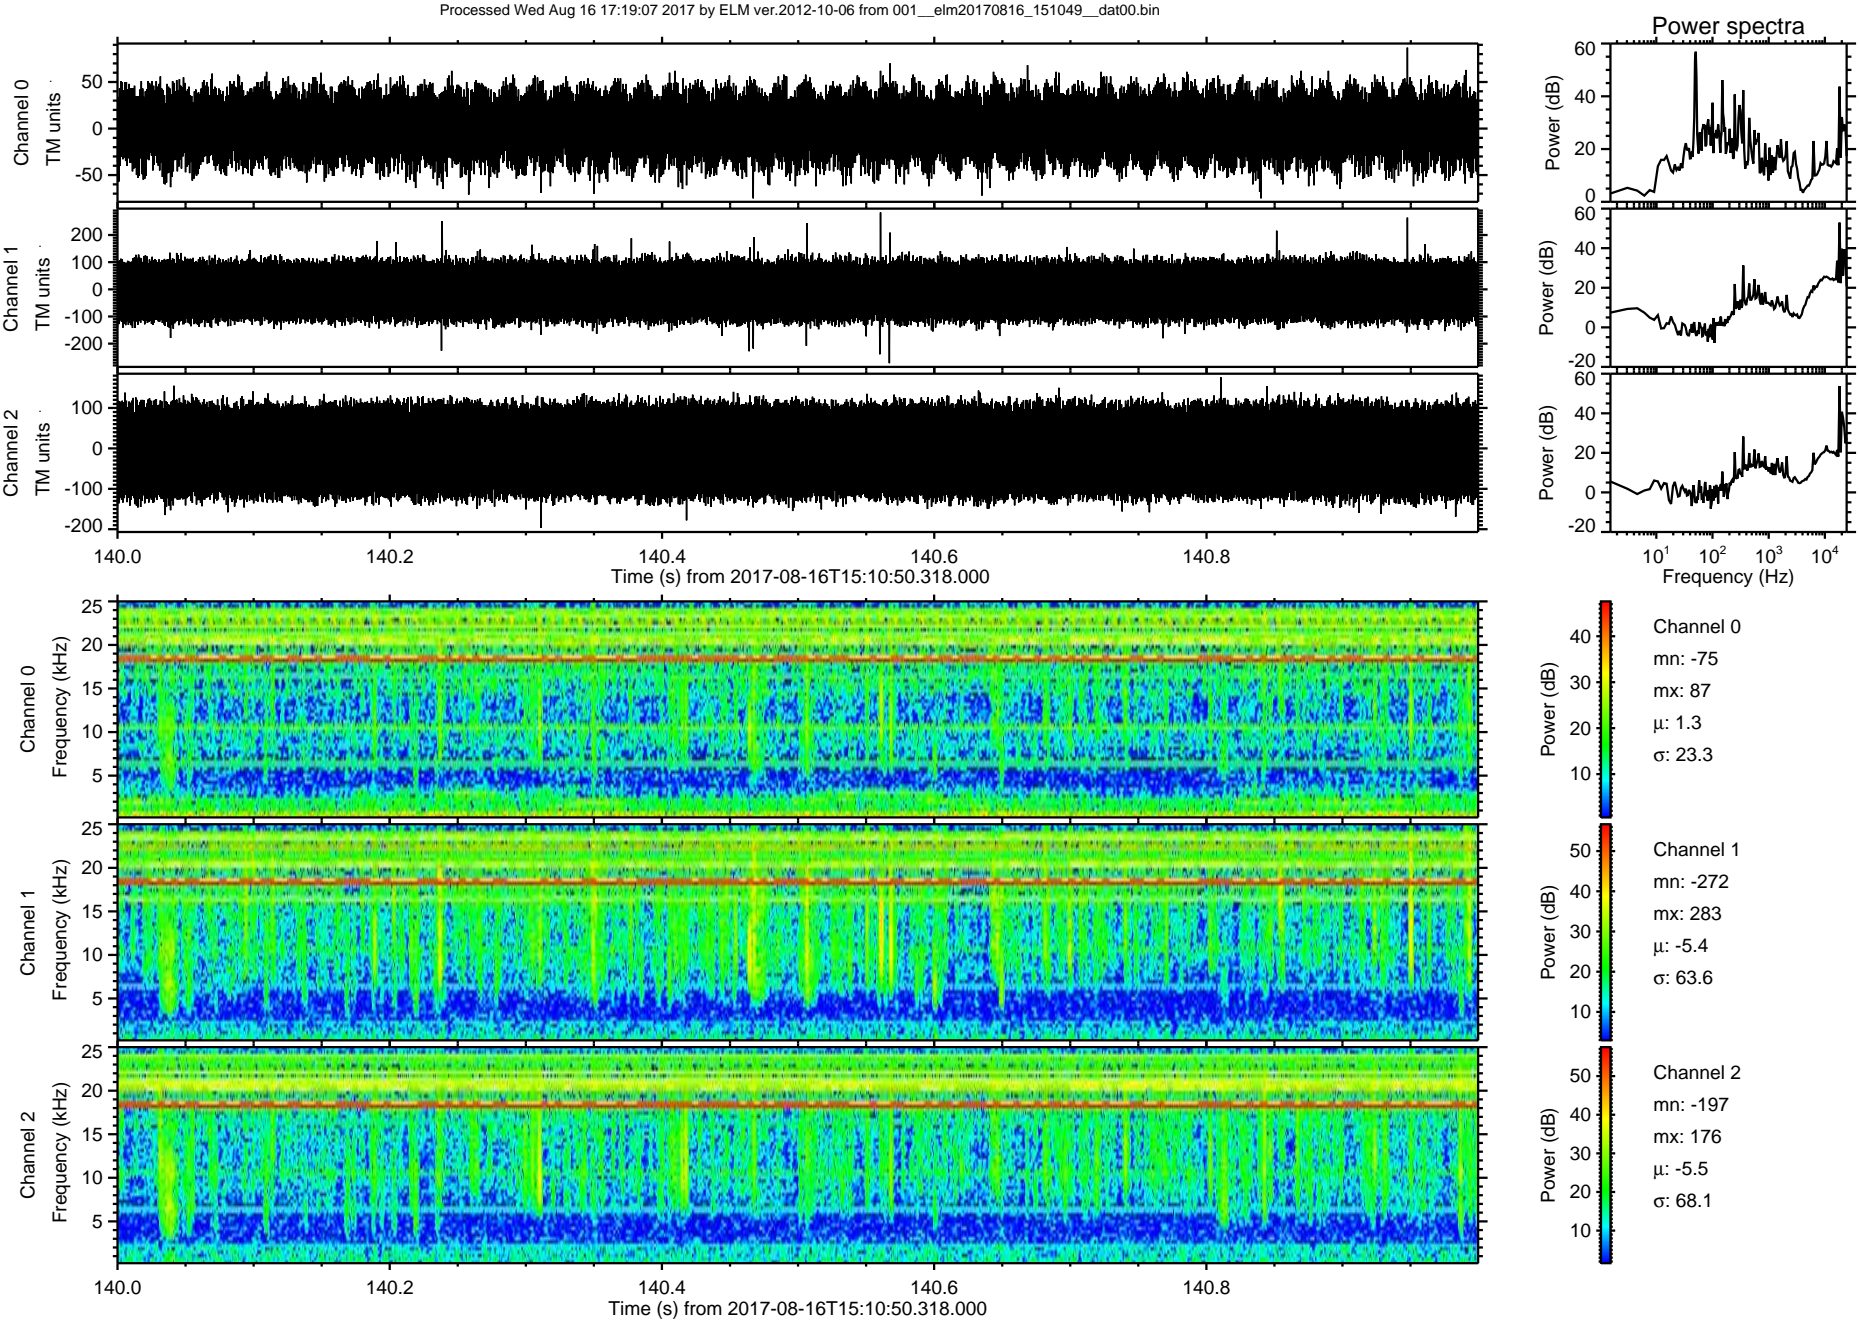 Processed Wed Aug 16 17:19:07 2017 by ELM ver.2012-10-06 from 001__elm20170816_151049__dat00.bin
Power spectra
Channel 0
TM units
50
0
-50
Power (dB)
60
40
20
0
Channel 1
TM units
200
100
0
-100
-200
Power (dB)
60
40
20
0
-20
Channel 2
TM units
100
0
-100
-200
Power (dB)
60
40
20
0
-20
140.0 140.2 140.4 140.6 140.8
Time (s) from 2017-08-16T15:10:50.318.000
10^1 10^2 10^3 10^4
Frequency (Hz)
Channel 0
Frequency (kHz)
25
20
15
10
5
Power (dB)
40
30
20
10
Channel 0
mn: -75
mx: 87
μ: 1.3
σ: 23.3
Channel 1
Frequency (kHz)
25
20
15
10
5
Power (dB)
50
40
30
20
10
Channel 1
mn: -272
mx: 283
μ: -5.4
σ: 63.6
Channel 2
Frequency (kHz)
25
20
15
10
5
Power (dB)
50
40
30
20
10
Channel 2
mn: -197
mx: 176
μ: -5.5
σ: 68.1
140.0 140.2 140.4 140.6 140.8
Time (s) from 2017-08-16T15:10:50.318.000